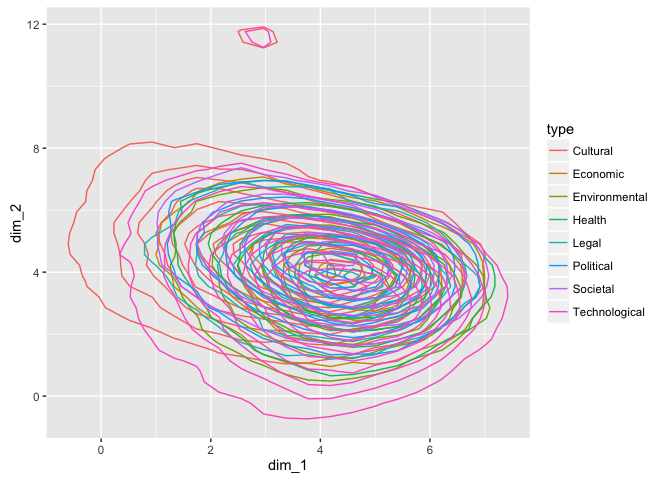 12
8
4
0
dim_2
0
2
4
6
dim_1
type
Cultural
Economic
Environmental
Health
Legal
Political
Societal
Technological